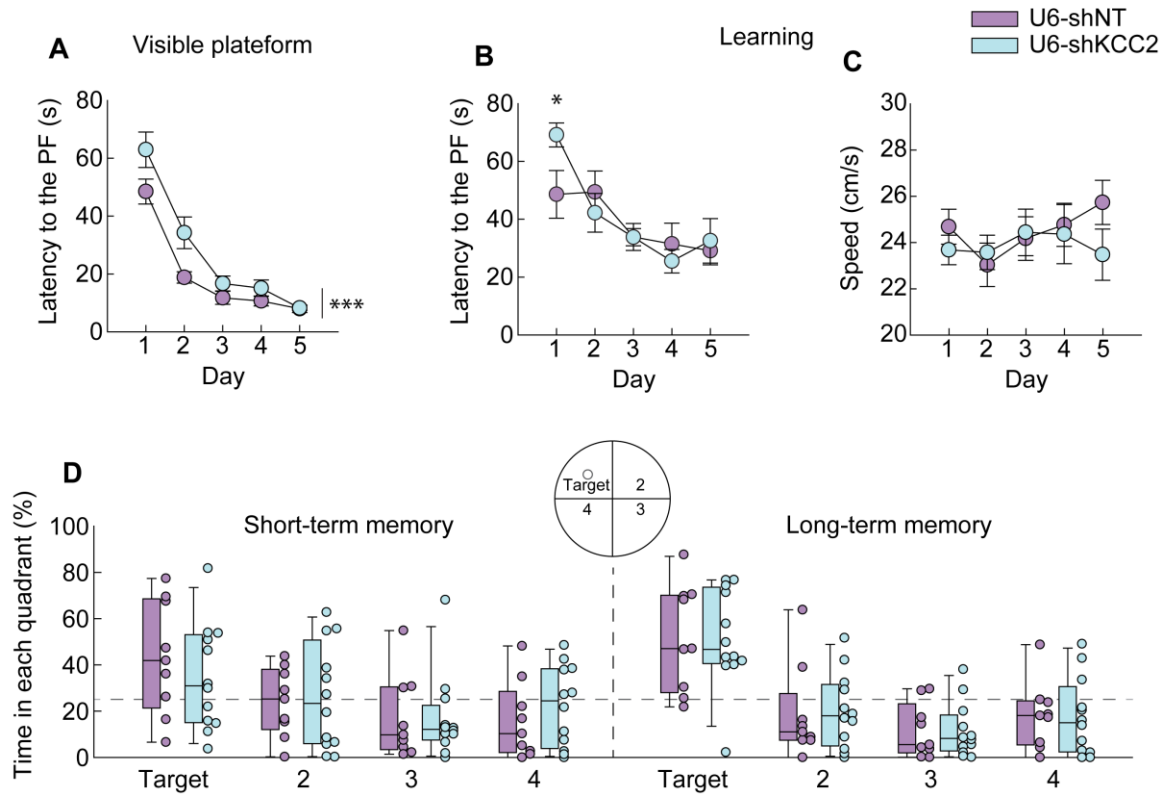 U6-shNT
U6-shKCC2
A
Visible plateform
Latency to the PF (s)
80
60
40
20
0
1 2 3 4 5
Day
***
B
Learning
Latency to the PF (s)
80
60
40
20
0
*
1 2 3 4 5
Day
C
Speed (cm/s)
26
24
26
24
22
20
1 2 3 4 5
Day
D
Time in each quadrant (%)
100
80
60
40
20
0
Short-term memory
Target 2
4 3
Long-term memory
Target 2 3 4 Target 2 3 4